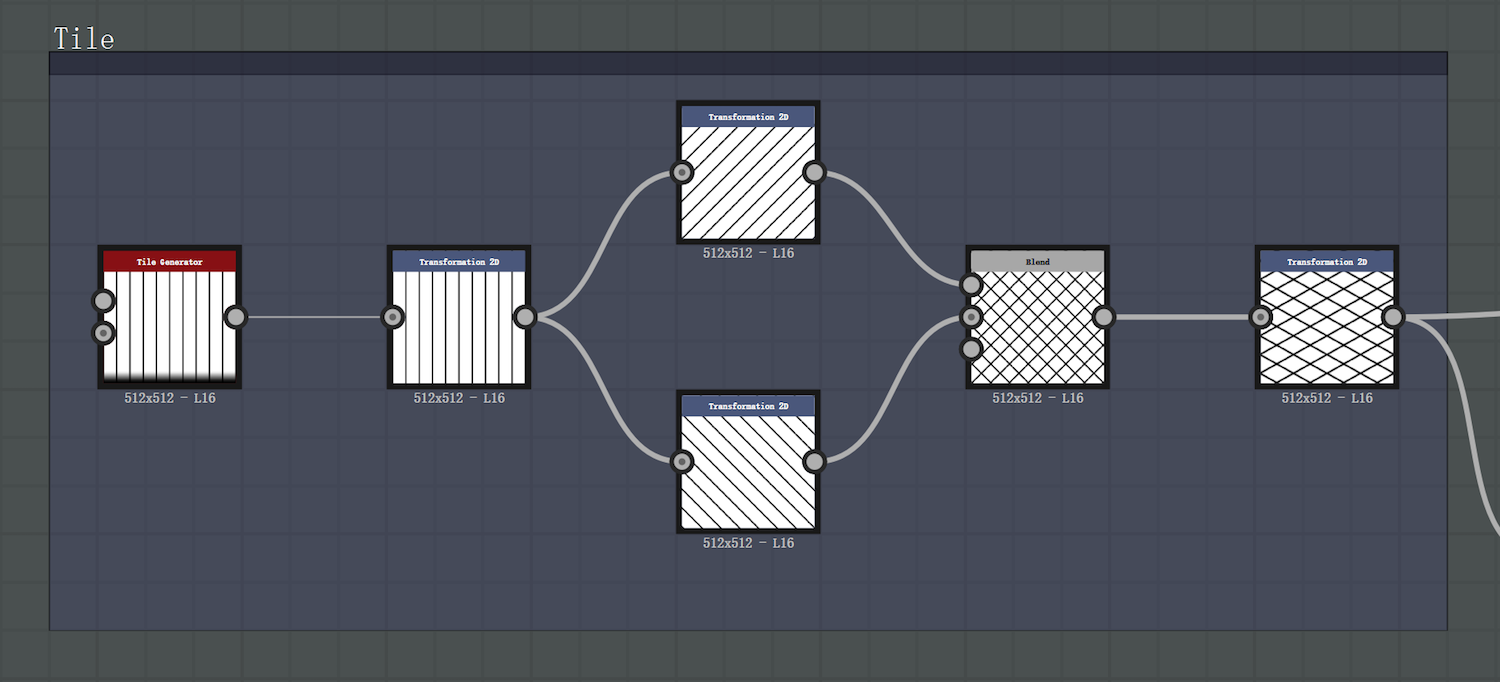 Tile
Transformation 2D
512x512 - L16
Tile Generator
512x512 - L16
Transformation 2D
512x512 - L16
Blend
512x512 - L16
Transformation 2D
512x512 - L16
Transformation 2D
512x512 - L16